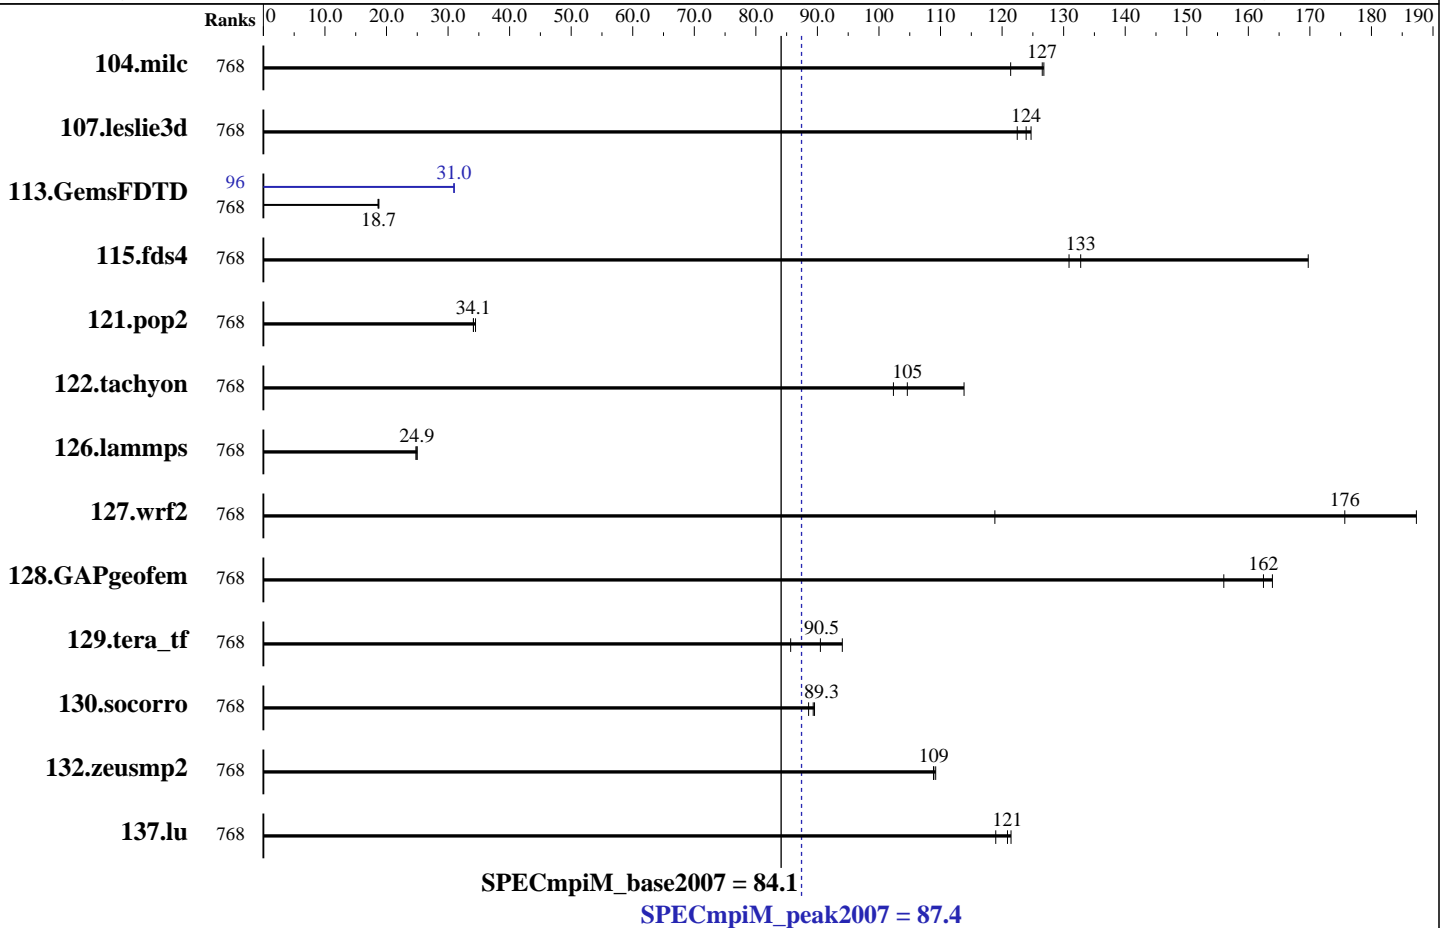 Ranks 0 10.0 20.0 30.0 40.0 50.0 60.0 70.0 80.0 90.0 100 110 120 130 140 150 160 170 180 190
104.milc 768 127
107.leslie3d 768 124
113.GemsFDTD 96 31.0
768 18.7
115.fds4 768 133
121.pop2 768 34.1
122.tachyon 768 105
126.lammps 768 24.9
127.wrf2 768 176
128.GAPgeofem 768 162
129.tera_tf 768 90.5
130.socorro 768 89.3
132.zeusmp2 768 109
137.lu 768 121
SPECmpiM_base2007 = 84.1
SPECmpiM_peak2007 = 87.4